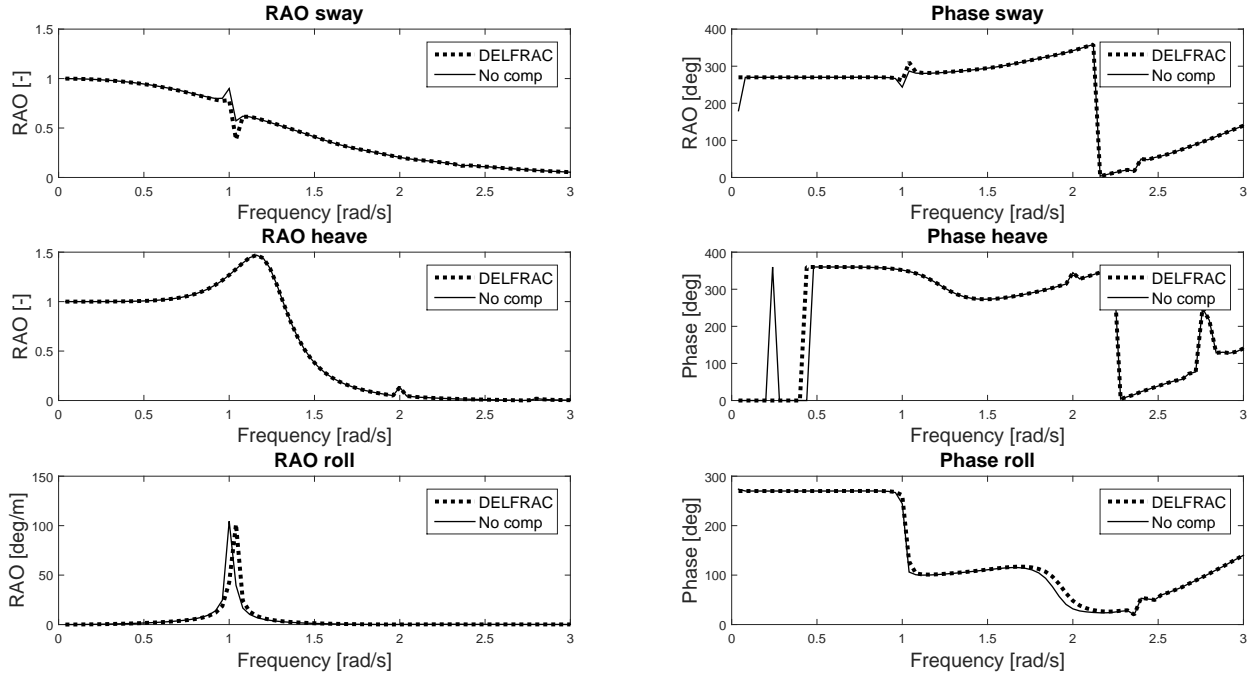 RAO sway
RAO [-]
1.5
1
0.5
0
DELFRAC
No comp
0 0.5 1 1.5 2 2.5 3
Frequency [rad/s]
Phase sway
RAO [deg]
400
300
200
100
0
DELFRAC
No comp
0 0.5 1 1.5 2 2.5 3
Frequency [rad/s]
RAO heave
RAO [-]
1.5
1
0.5
0
DELFRAC
No comp
0 0.5 1 1.5 2 2.5 3
Frequency [rad/s]
Phase heave
Phase [deg]
400
300
200
100
0
DELFRAC
No comp
0 0.5 1 1.5 2 2.5 3
Frequency [rad/s]
RAO roll
RAO [deg/m]
150
100
50
0
DELFRAC
No comp
0 0.5 1 1.5 2 2.5 3
Frequency [rad/s]
Phase roll
Phase [deg]
300
200
100
0
DELFRAC
No comp
0 0.5 1 1.5 2 2.5 3
Frequency [rad/s]